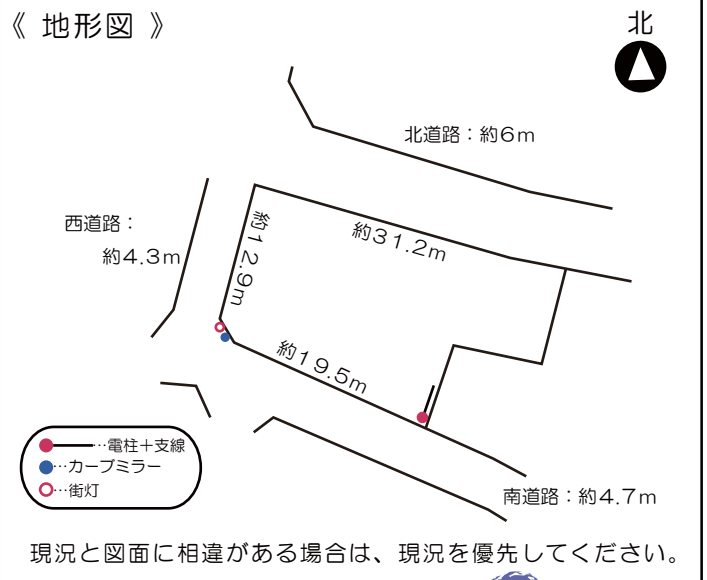 《 地形図 》
北
北道路：約6m
西道路：
約4.3m
約12.9m
約31.2m
約19.5m
…電柱＋支線
…カーブミラー
…街灯
南道路：約4.7m
現況と図面に相違がある場合は、現況を優先してください。